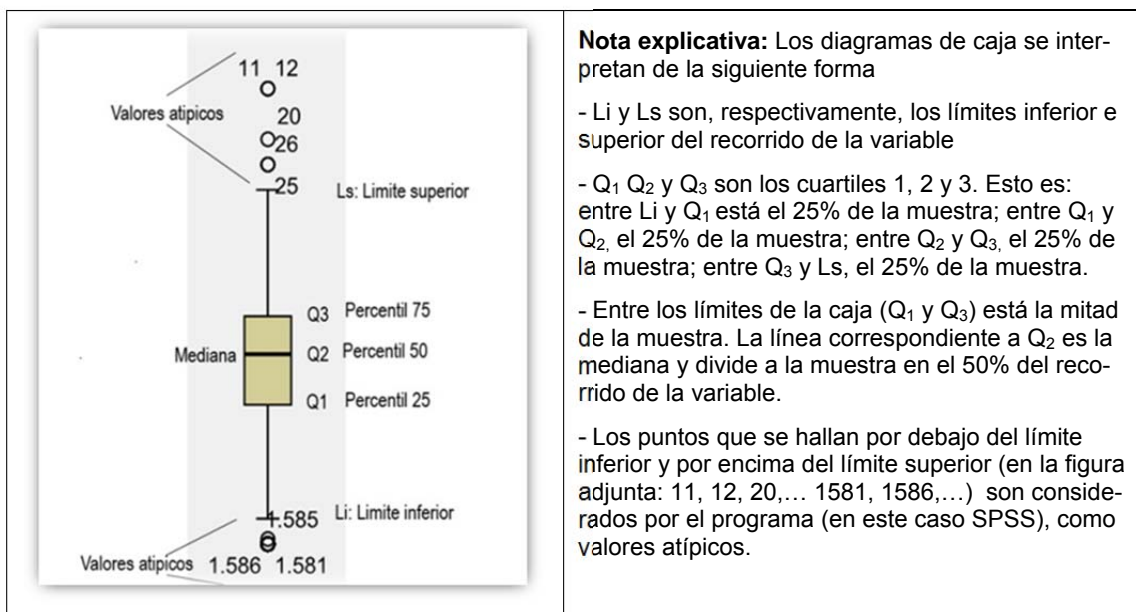 11 12
Valores atipicos
20
26
25
Ls: Limite superior
Q3 Percentil 75
Mediana
Q2 Percentil 50
Q1 Percentil 25
1.585
Li: Limite inferior
Valores atipicos
1.586 1.581
Nota explicativa: Los diagramas de caja se inter-
pretan de la siguiente forma
- Li y Ls son, respectivamente, los límites inferior e
superior del recorrido de la variable
- Q₁ Q₂ y Q₃ son los cuartiles 1, 2 y 3. Esto es:
entre Li y Q₁ está el 25% de la muestra; entre Q₁ y
Q₂, el 25% de la muestra; entre Q₂ y Q₃, el 25% de
la muestra; entre Q₃ y Ls, el 25% de la muestra.
- Entre los límites de la caja (Q₁ y Q₃) está la mitad
de la muestra. La línea correspondiente a Q₂ es la
mediana y divide a la muestra en el 50% del reco-
rrido de la variable.
- Los puntos que se hallan por debajo del límite
inferior y por encima del límite superior (en la figura
adjunta: 11, 12, 20,... 1581, 1586,...) son conside-
rados por el programa (en este caso SPSS), como
valores atípicos.